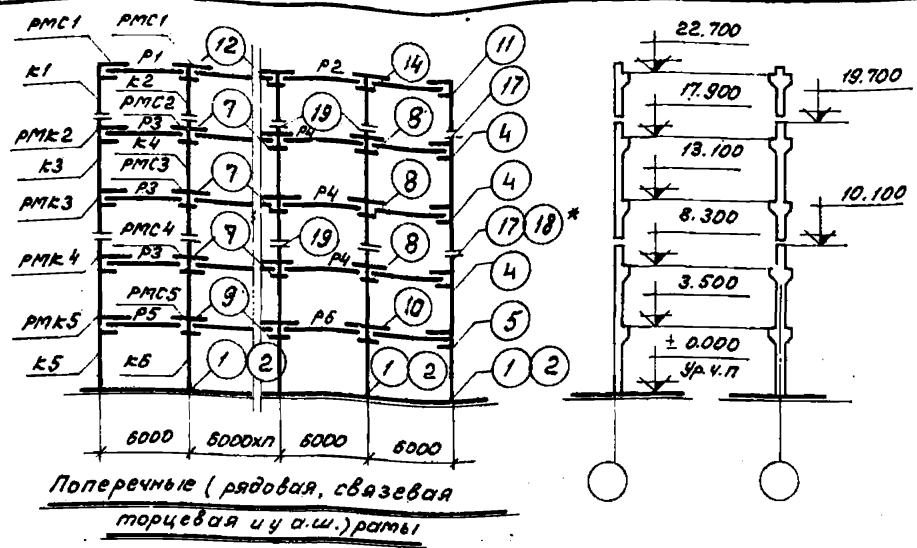 РМС1 РМС1 12 11
Р1 Р2 14
К1 К2 17
РМС2 7 19 8
РМК2 Р3 Р4 4
К3 К4
РМС3 7 8
РМК3 Р3 Р4 4
РМС4 7 19 8 17 18 *
РМК4 Р3 Р4 4
РМС5 9 10
РМК5 Р5 Р6 5
К5 К6 1 2 1 2 1 2
6000 6000хп 6000 6000
Поперечные (рядовая, связевая
торцевая и у а.ш.) рамы
22.700
19.700
17.900
13.100
10.100
8.300
3.500
± 0.000
Ур.ч.п